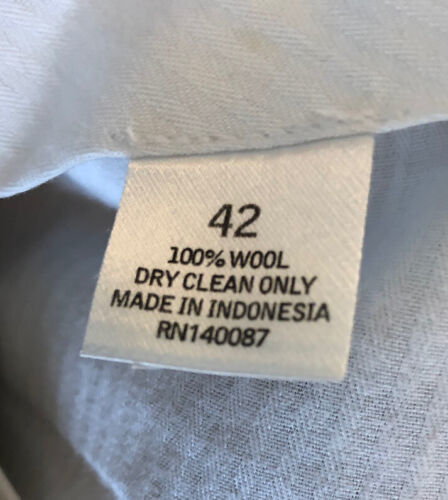 42
100% WOOL
DRY CLEAN ONLY
MADE IN INDONESIA
RN140087